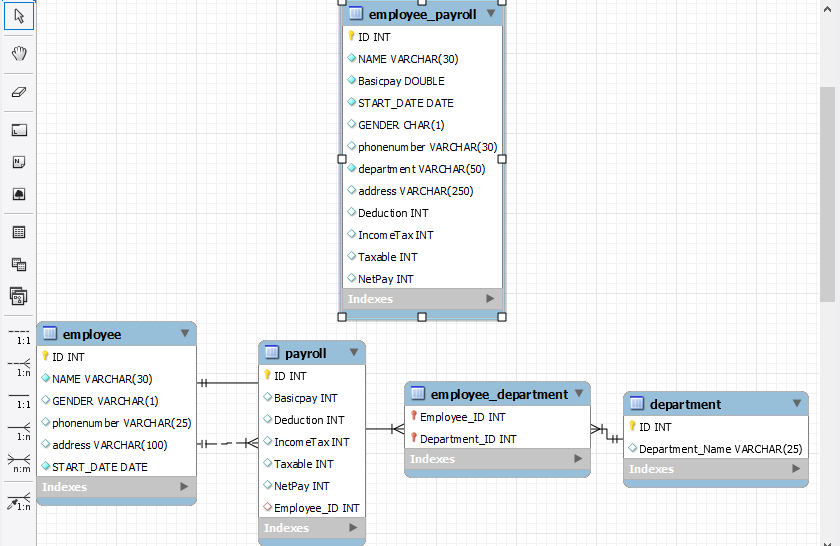 employee_payroll
ID INT
NAME VARCHAR(30)
Basicpay DOUBLE
START_DATE DATE
GENDER CHAR(1)
phonenumber VARCHAR(30)
department VARCHAR(50)
address VARCHAR(250)
Deduction INT
IncomeTax INT
Taxable INT
NetPay INT
Indexes
1:1
1:n
1:1
1:n
n:m
1:n
employee
ID INT
NAME VARCHAR(30)
GENDER VARCHAR(1)
phonenumber VARCHAR(25)
address VARCHAR(100)
START_DATE DATE
Indexes
payroll
ID INT
Basicpay INT
Deduction INT
IncomeTax INT
Taxable INT
NetPay INT
Employee_ID INT
Indexes
employee_department
Employee_ID INT
Department_ID INT
Indexes
department
ID INT
Department_Name VARCHAR(25)
Indexes